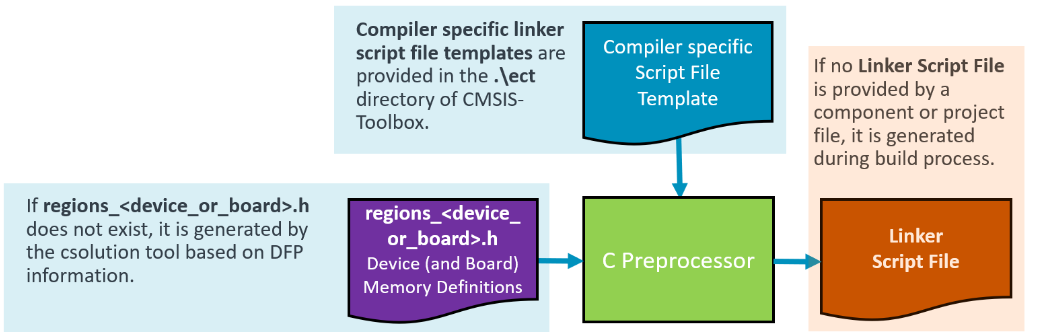 Compiler specific linker
script file templates are
provided in the .\ect
directory of CMSIS-
Toolbox.
Compiler specific
Script File
Template
If no Linker Script File
is provided by a
component or project
file, it is generated
during build process.
If regions_<device_or_board>.h
does not exist, it is generated by
the csolution tool based on DFP
information.
regions_<device_
or_board>.h
Device (and Board)
Memory Definitions
C Preprocessor
Linker
Script File